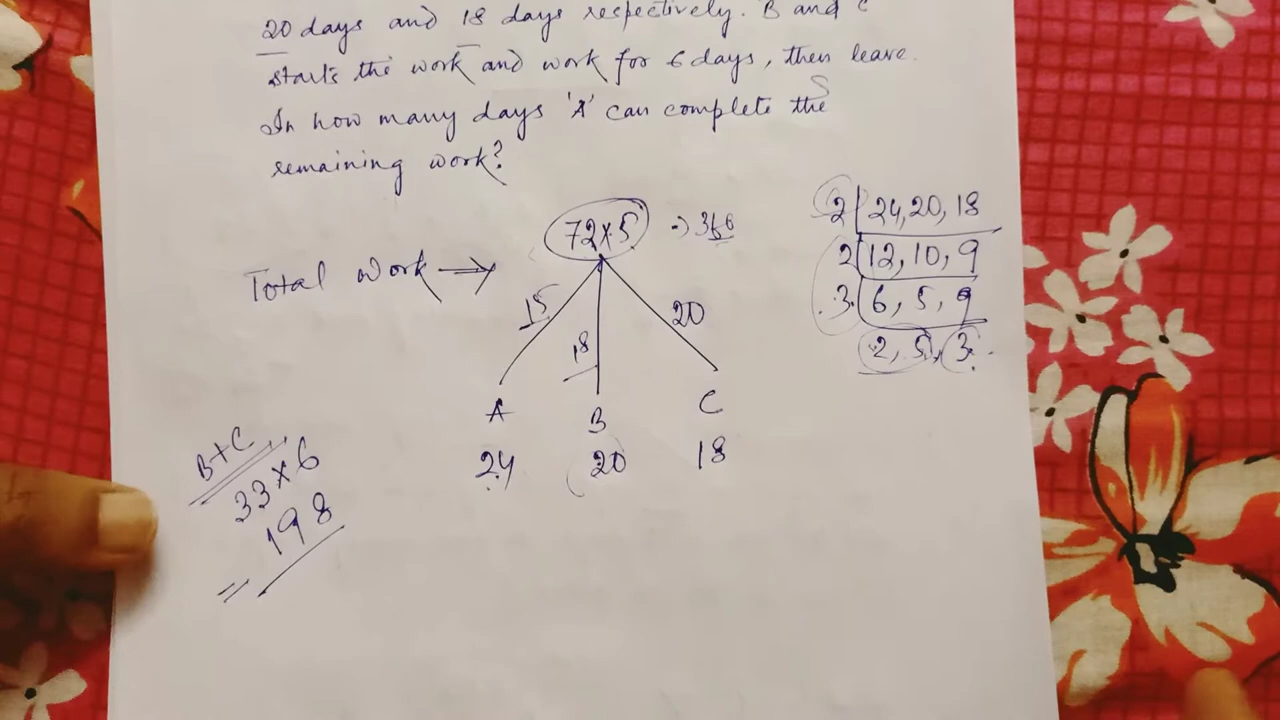 20 days and 18 days respectively. B and C
starts the work and work for 6 days, then leave.
In how many days 'A' can complete the
remaining work?
Total Work → 72×5 ⇒ 360
15 18 20
A B C
24 20 18
2 24, 20, 18
2 12, 10, 9
3 6, 5, 9
2, 5, 3
B+C
33×6
= 198